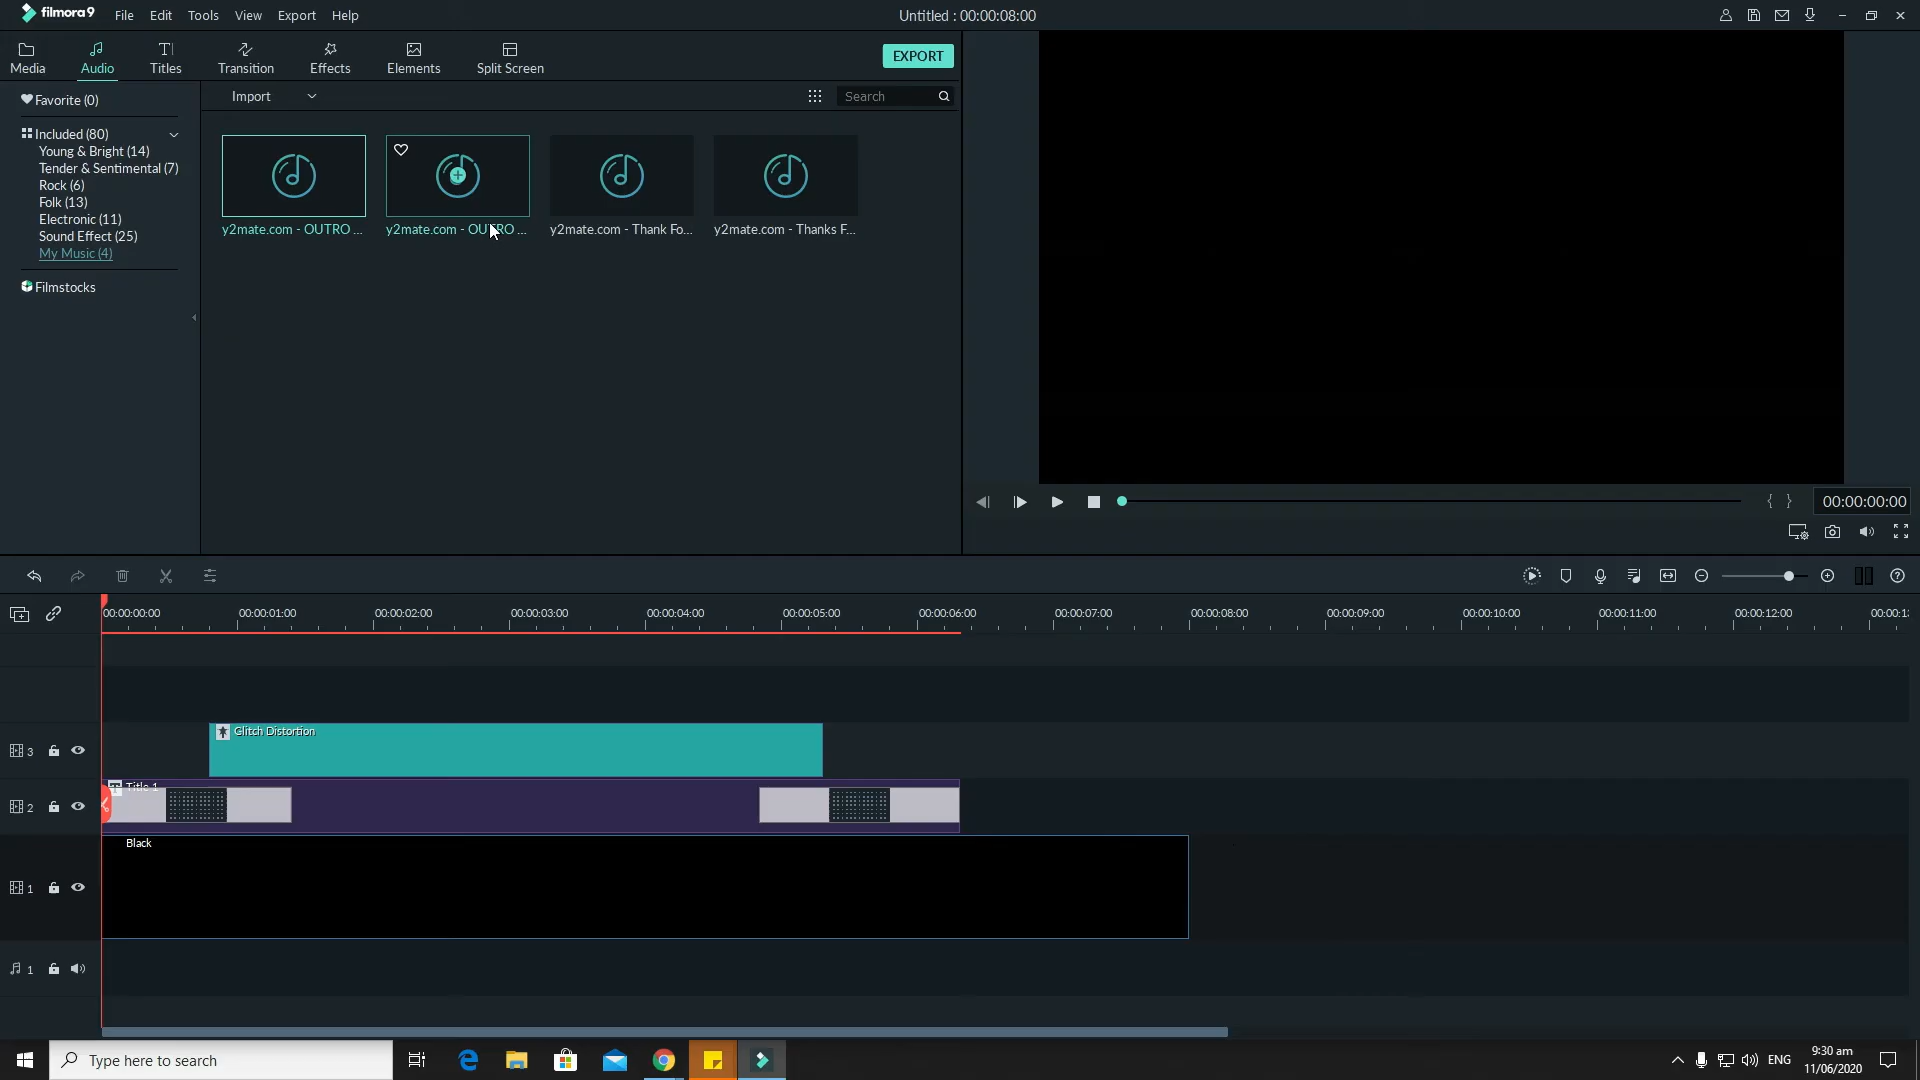 filmora9 File Edit Tools View Export Help Untitled : 00:00:08:00
Media Audio Titles Transition Effects Elements Split Screen EXPORT
Favorite (0)
Import Search
Included (80)
Young & Bright (14)
Tender & Sentimental (7)
Rock (6)
Folk (13)
Electronic (11)
Sound Effect (25)
My Music (4)
Filmstocks
y2mate.com - OUTRO ... y2mate.com - OUTRO ... y2mate.com - Thank Fo... y2mate.com - Thanks F...
{ } 00:00:00:00
00:00:00:00 00:00:01:00 00:00:02:00 00:00:03:00 00:00:04:00 00:00:05:00 00:00:06:00 00:00:07:00 00:00:08:00 00:00:09:00 00:00:10:00 00:00:11:00 00:00:12:00 00:00:1
Glitch Distortion
3
Title 1
2
Black
1
1
Type here to search
ENG
9:30 am
11/06/2020